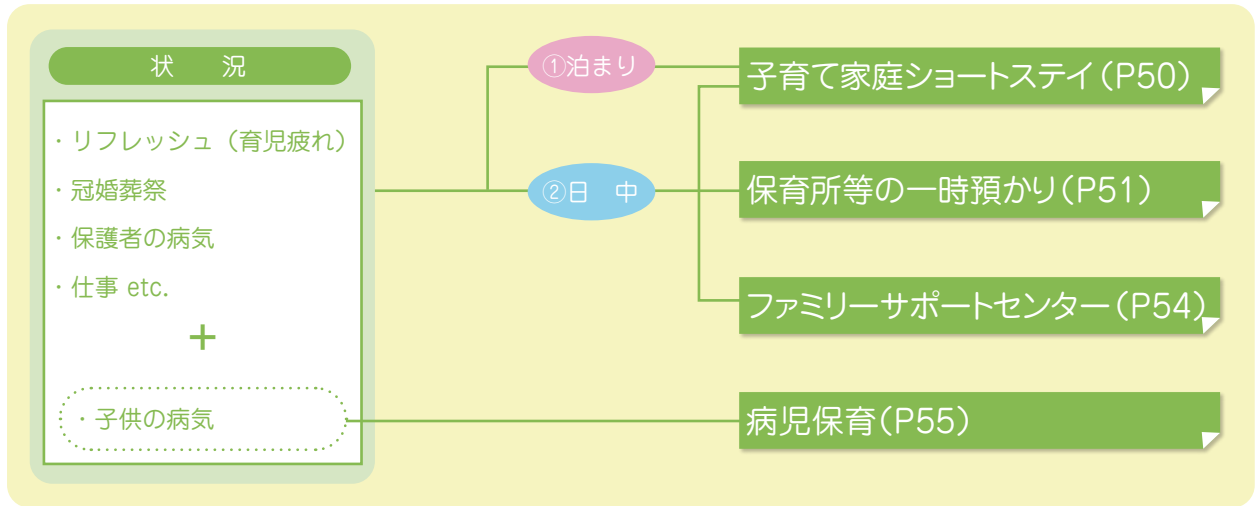 状　況
・リフレッシュ（育児疲れ）
・冠婚葬祭
・保護者の病気
・仕事 etc.
＋
・子供の病気
①泊まり
②日　中
子育て家庭ショートステイ（P50）
保育所等の一時預かり（P51）
ファミリーサポートセンター（P54）
病児保育（P55）